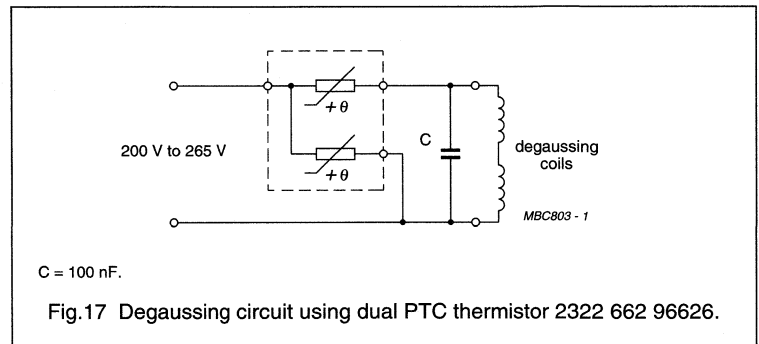 +θ
200 V to 265 V
+θ
C
degaussing
coils
MBC803 - 1
C = 100 nF.
Fig.17 Degaussing circuit using dual PTC thermistor 2322 662 96626.